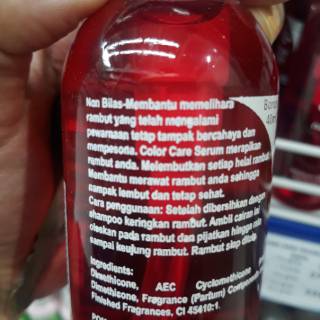 Non Bilas-Membantu memelihara
rambut yang telah mengalami
pewarnaan tetap tampak bercahaya dan
mempesona. Color Care Serum merapikan
rambut anda. Melembutkan setiap helai rambut
Membantu merawat rambut anda sehingga
nampak lembut dan tetap sehat.
Cara penggunaan: Setelah dibersihkan dengan
shampoo keringkan rambut. Ambil cairan ini
oleskan pada rambut dan pijatkan hingga rata
sampai keujung rambut. Rambut siap ditata
Ingredients:
Dimethicone, AEC Cyclomethicone
Dimethicone, Fragrance (Parfum)
Finished Fragrances, CI 45410:1.